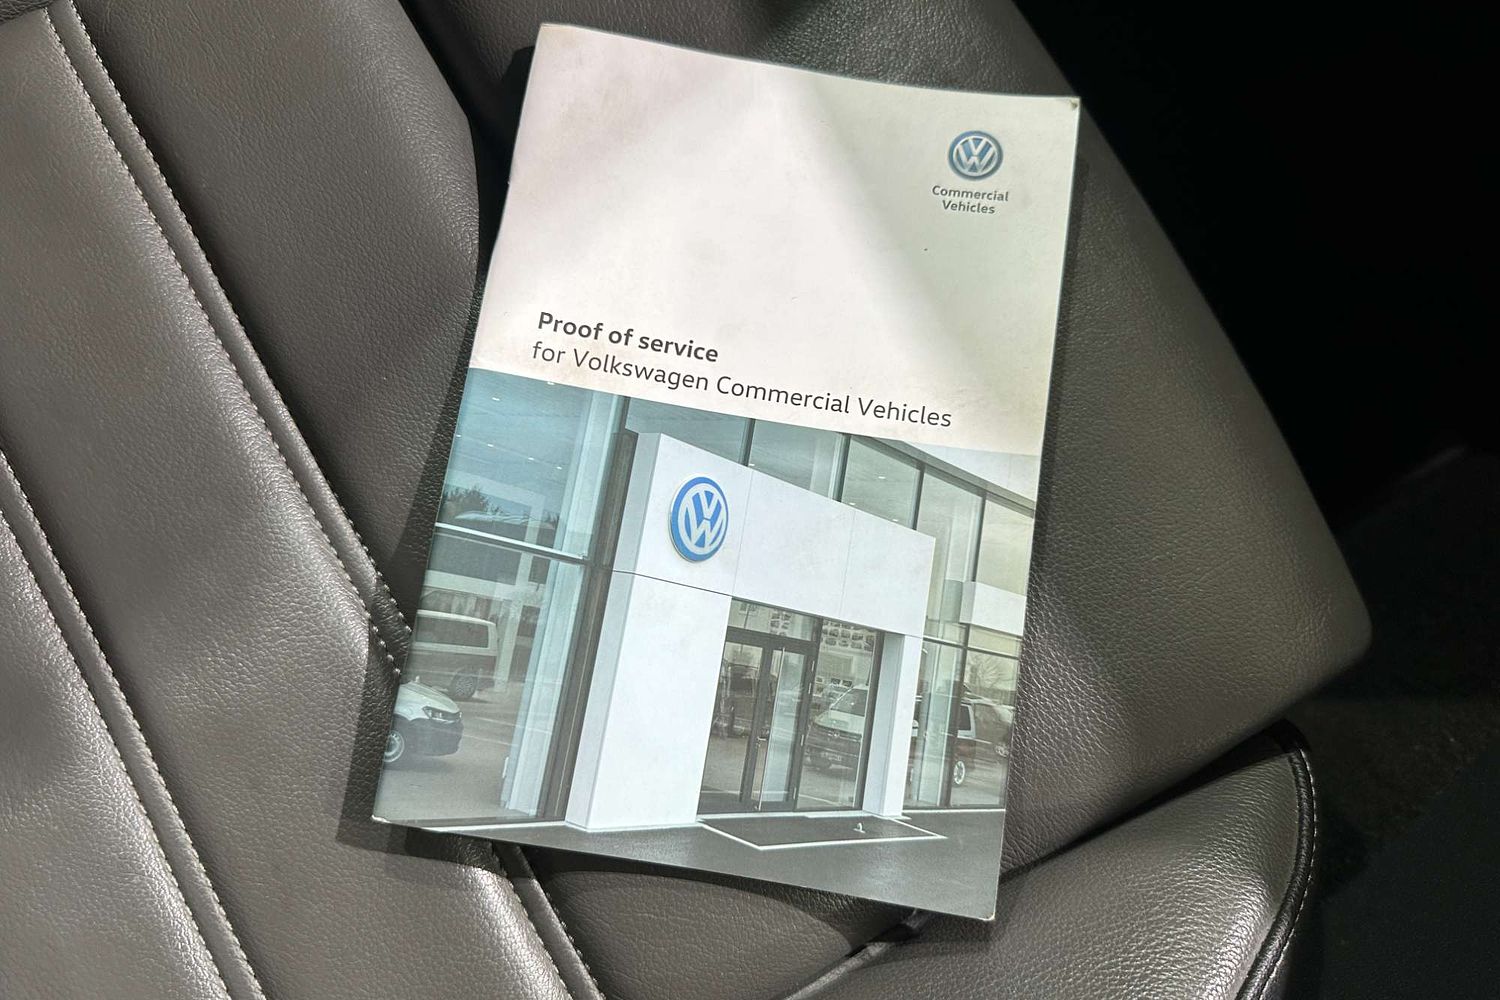 Commercial
Vehicles
Proof of service
for Volkswagen Commercial Vehicles